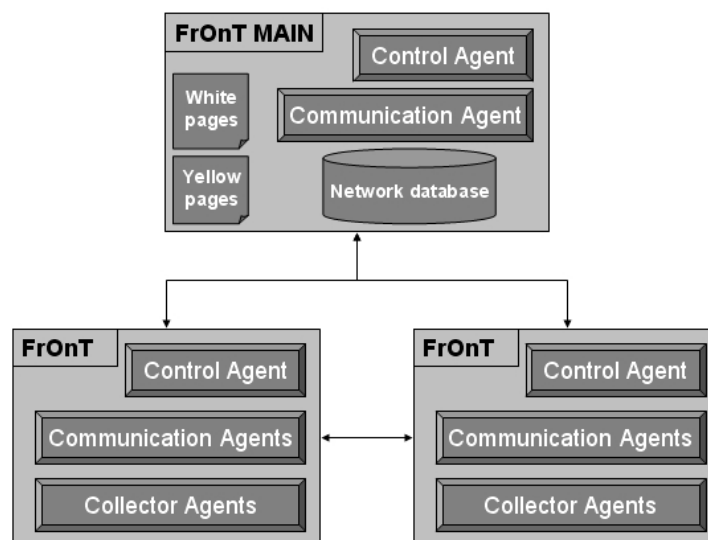 FrOnT MAIN
Control Agent
White
pages
Communication Agent
Yellow
pages
Network database
FrOnT
Control Agent
Communication Agents
Collector Agents
FrOnT
Control Agent
Communication Agents
Collector Agents